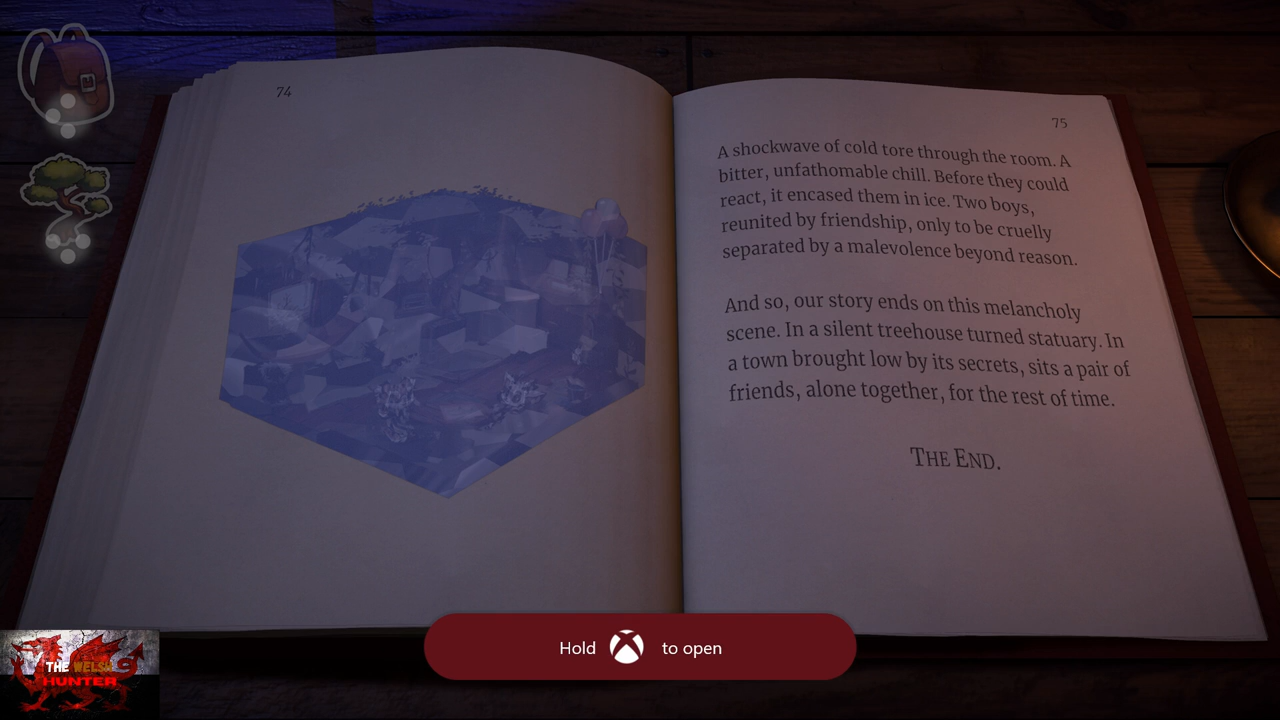 74
75
A shockwave of cold tore through the room. A
bitter, unfathomable chill. Before they could
react, it encased them in ice. Two boys,
reunited by friendship, only to be cruelly
separated by a malevolence beyond reason.
And so, our story ends on this melancholy
scene. In a silent treehouse turned statuary. In
a town brought low by its secrets, sits a pair of
friends, alone together, for the rest of time.
THE END.
Hold to open
THE WELSH
HUNTER